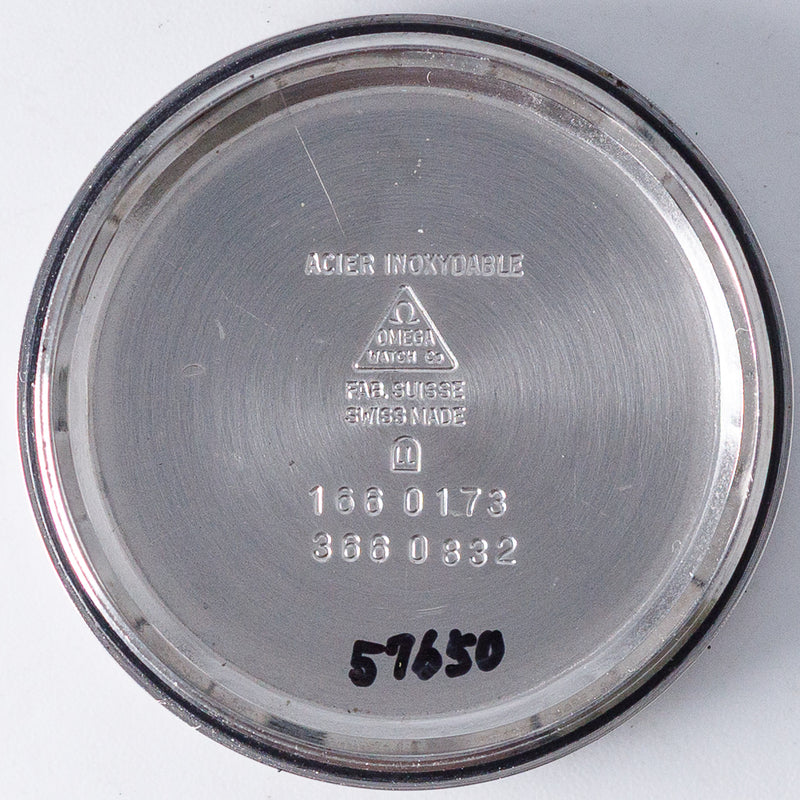 ACIER INOXYDABLE
Ω
OMEGA
WATCH Co
FAB. SUISSE
SWISS MADE
166 0173
366 0832
57650